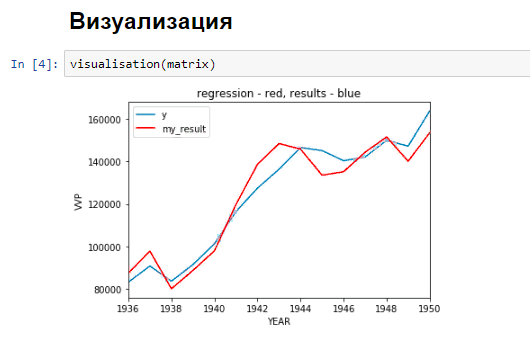 Визуализация
In [4]: visualisation(matrix)
regression - red, results - blue
y
my_result
160000
140000
120000
100000
80000
VVP
1936 1938 1940 1942 1944 1946 1948 1950
YEAR